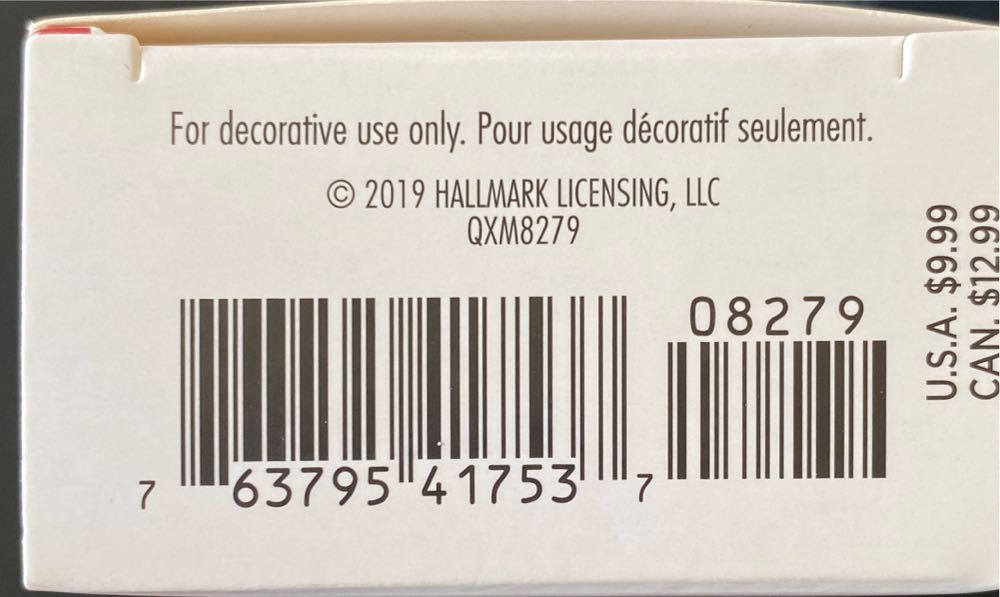 For decorative use only. Pour usage décoratif seulement.
© 2019 HALLMARK LICENSING, LLC
QXM8279
08279
7 63795 41753 7
U.S.A. $9.99
CAN. $12.99